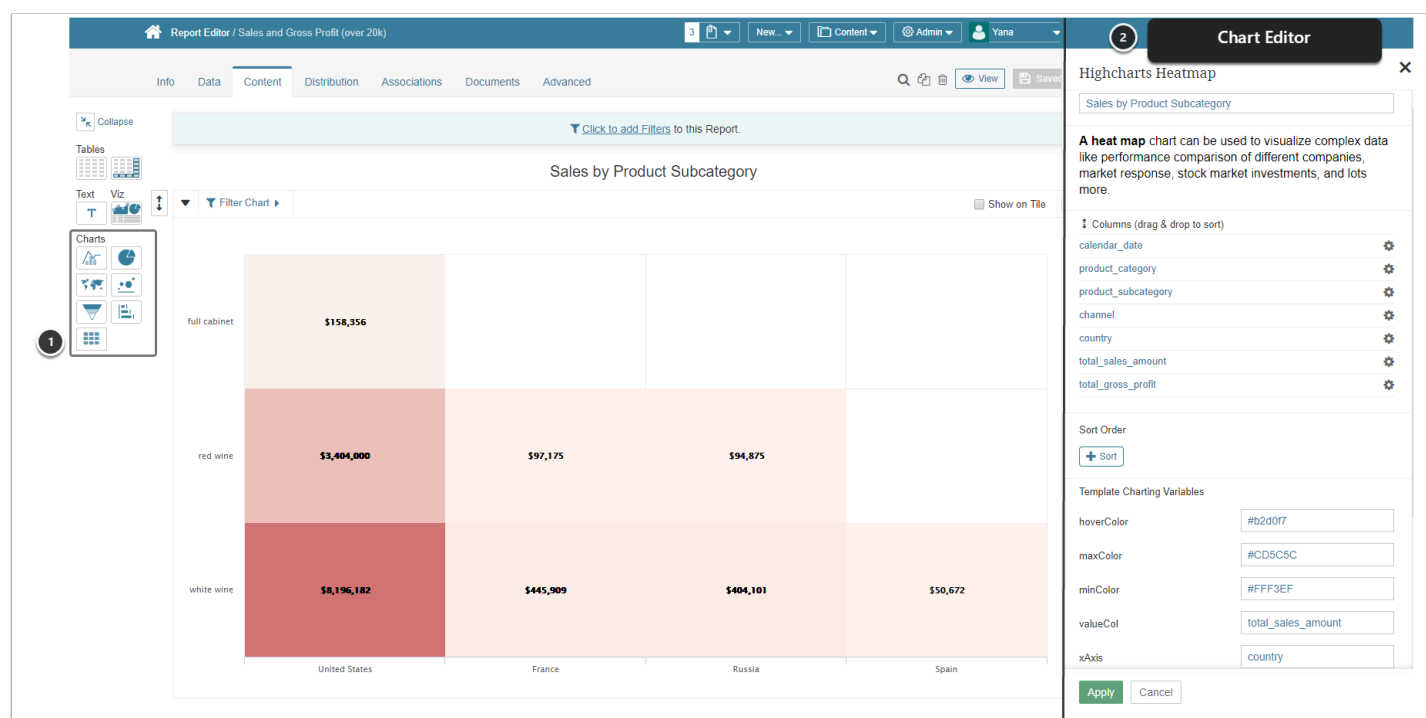 Report Editor / Sales and Gross Profit (over 20k)
3
New...
Content
Admin
Yana
2
Chart Editor
Info
Data
Content
Distribution
Associations
Documents
Advanced
View
Saved
Collapse
Click to add Filters to this Report.
Tables
Sales by Product Subcategory
Text
Viz
T
Filter Chart
Show on Tile
Charts
1
full cabinet
$158,356
red wine
$3,404,000
$97,175
$94,875
white wine
$8,196,182
$445,909
$404,101
$50,672
United States
France
Russia
Spain
Highcharts Heatmap
Sales by Product Subcategory
A heat map chart can be used to visualize complex data
like performance comparison of different companies,
market response, stock market investments, and lots
more.
Columns (drag & drop to sort)
calendar_date
product_category
product_subcategory
channel
country
total_sales_amount
total_gross_profit
Sort Order
Sort
Template Charting Variables
hoverColor
#b2d0f7
maxColor
#CD5C5C
minColor
#FFF3EF
valueCol
total_sales_amount
xAxis
country
Apply
Cancel